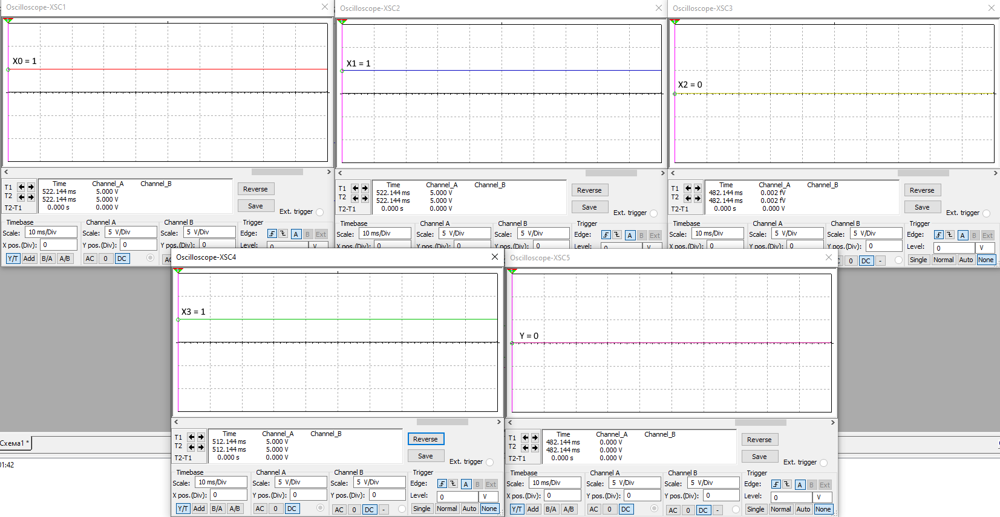 Oscilloscope-XSC1
X0 = 1
Time Channel_A Channel_B
T1 522.144 ms 5.000 V
T2 522.144 ms 5.000 V
T2-T1 0.000 s 0.000 V
Reverse
Save
Ext. trigger
Timebase Channel A Channel B Trigger
Scale: 10 ms/Div Scale: 5 V/Div Scale: 5 V/Div Edge: A B Ext
X pos.(Div): 0 Y pos.(Div): 0 Y pos.(Div): 0 Level: 0 V
Y/T Add B/A A/B AC 0 DC AC
Oscilloscope-XSC2
X1 = 1
Time Channel_A Channel_B
T1 522.144 ms 5.000 V
T2 522.144 ms 5.000 V
T2-T1 0.000 s 0.000 V
Reverse
Save
Ext. trigger
Timebase Channel A Channel B Trigger
Scale: 10 ms/Div Scale: 5 V/Div Scale: 5 V/Div Edge: A B Ext
X pos.(Div): 0 Y pos.(Div): 0 Y pos.(Div): 0 Level: 0 V
Oscilloscope-XSC3
X2 = 0
Time Channel_A Channel_B
T1 482.144 ms 0.002 fV
T2 482.144 ms 0.002 fV
T2-T1 0.000 s 0.000 V
Reverse
Save
Ext. trigger
Timebase Channel A Channel B Trigger
Scale: 10 ms/Div Scale: 5 V/Div Scale: 5 V/Div Edge: A B Ext
X pos.(Div): 0 Y pos.(Div): 0 Y pos.(Div): 0 Level: 0 V
C 0 DC - Single Normal Auto None
Oscilloscope-XSC4
X3 = 1
Time Channel_A Channel_B
T1 512.144 ms 5.000 V
T2 512.144 ms 5.000 V
T2-T1 0.000 s 0.000 V
Reverse
Save
Ext. trigger
Timebase Channel A Channel B Trigger
Scale: 10 ms/Div Scale: 5 V/Div Scale: 5 V/Div Edge: A B Ext
X pos.(Div): 0 Y pos.(Div): 0 Y pos.(Div): 0 Level: 0 V
Y/T Add B/A A/B AC 0 DC AC 0 DC - Single Normal Auto None
Oscilloscope-XSC5
Y = 0
Time Channel_A Channel_B
T1 482.144 ms 0.000 V
T2 482.144 ms 0.000 V
T2-T1 0.000 s 0.000 V
Reverse
Save
Ext. trigger
Timebase Channel A Channel B Trigger
Scale: 10 ms/Div Scale: 5 V/Div Scale: 5 V/Div Edge: A B Ext
X pos.(Div): 0 Y pos.(Div): 0 Y pos.(Div): 0 Level: 0 V
Y/T Add B/A A/B AC 0 DC AC 0 DC - Single Normal Auto None
Схема1 *
01:42